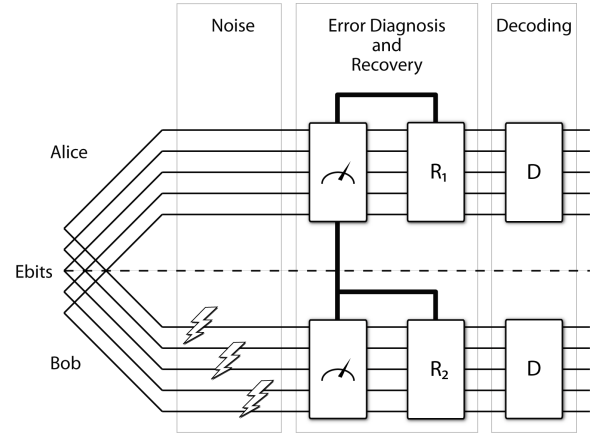 Noise
Error Diagnosis
and
Recovery
Decoding
Alice
R₁
D
Ebits
Bob
R₂
D